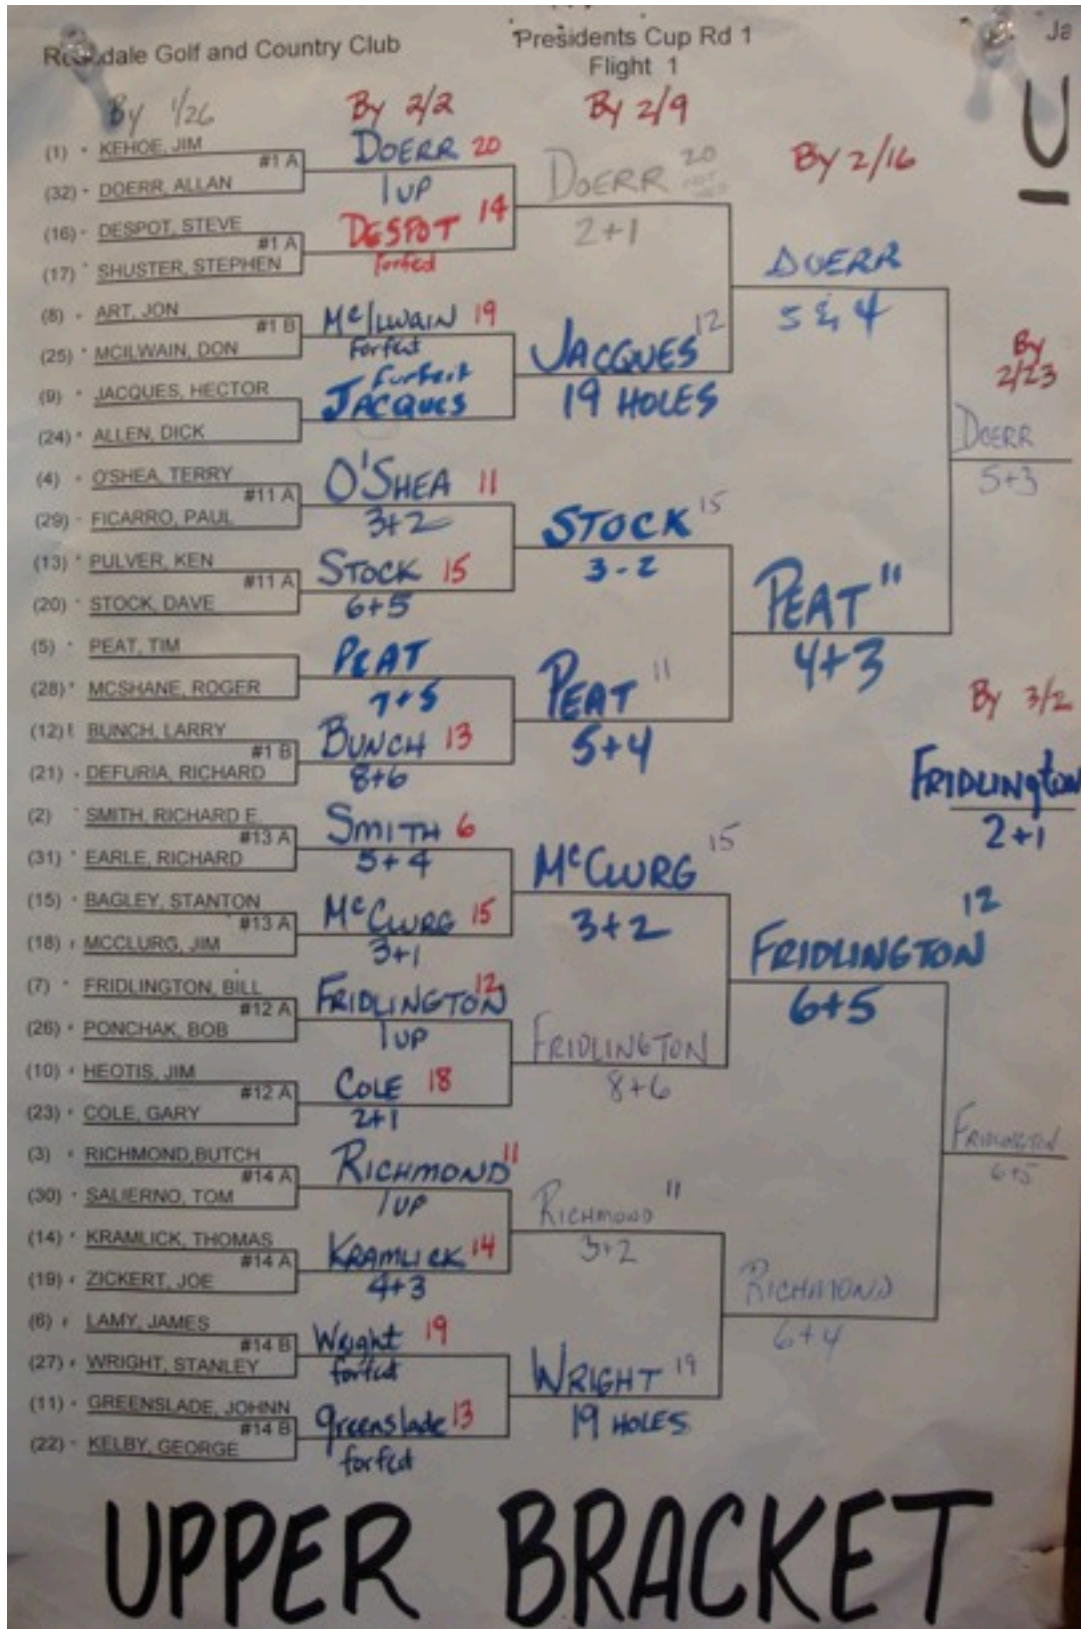 Rosedale Golf and Country Club
Presidents Cup Rd 1
Flight 1
Ja
By 1/26
By 2/2
By 2/9
By 2/16
By 2/23
By 3/2
(1) KEHOE, JIM
#1 A
(32) DOERR, ALLAN
(16) DESPOT, STEVE
#1 A
(17) SHUSTER, STEPHEN
(8) ART, JON
#1 B
(25) MCILWAIN, DON
(9) JACQUES, HECTOR
(24) ALLEN, DICK
(4) O'SHEA, TERRY
#11 A
(29) FICARRO, PAUL
(13) PULVER, KEN
#11 A
(20) STOCK, DAVE
(5) PEAT, TIM
(28) MCSHANE, ROGER
(12) BUNCH, LARRY
#1 B
(21) DEFURIA, RICHARD
(2) SMITH, RICHARD E.
#13 A
(31) EARLE, RICHARD
(15) BAGLEY, STANTON
#13 A
(18) MCCLURG, JIM
(7) FRIDLINGTON, BILL
#12 A
(26) PONCHAK, BOB
(10) HEOTIS, JIM
#12 A
(23) COLE, GARY
(3) RICHMOND,BUTCH
#14 A
(30) SALIERNO, TOM
(14) KRAMLICK, THOMAS
#14 A
(19) ZICKERT, JOE
(6) LAMY, JAMES
#14 B
(27) WRIGHT, STANLEY
(11) GREENSLADE, JOHNN
#14 B
(22) KELBY, GEORGE
DOERR 20
1 UP
DESPOT 14
forfed
McIlwain 19
Forfeit
Forfeit
JACQUES
O'SHEA 11
3+2
STOCK 15
6+5
PEAT
7+5
BUNCH 13
8+6
SMITH 6
5+4
McCLURG 15
3+1
FRIDLINGTON 12
1 UP
COLE 18
2+1
RICHMOND 11
1 UP
KRAMLICK 14
4+3
Wright 19
forfed
greenslade 13
forfed
DOERR 20
2+1
JACQUES 12
19 HOLES
STOCK 15
3-2
PEAT 11
5+4
McCLURG 15
3+2
FRIDLINGTON
8+6
RICHMOND 11
3+2
WRIGHT 19
19 HOLES
DOERR
5 & 4
PEAT 11
4+3
FRIDLINGTON 12
6+5
RICHMOND
6+4
DOERR
5+3
FRIDLINGTON
6+5
FRIDLINGTON
2+1
UPPER BRACKET